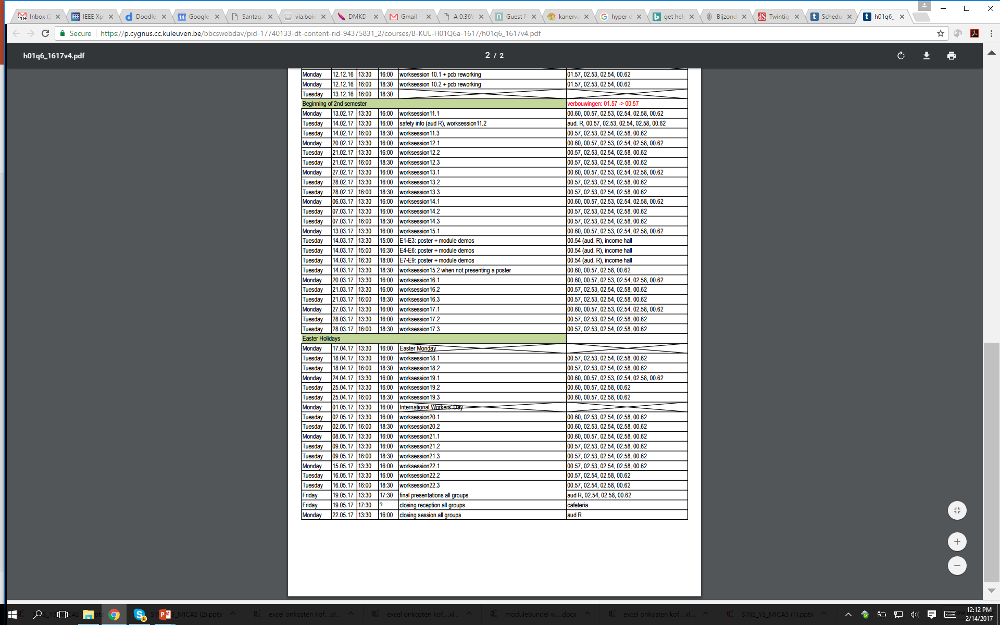 Inbox (2
IEEE Xpl
Doodle
Google
Santaga
via.boin
DMKD-
Gmail -
A 0.36V
Guest P
kanerva
hyper d
get help
Bijzond
Twintig
Schedu
h01q6_
Secure | https://p.cygnus.cc.kuleuven.be/bbcswebdav/pid-17740133-dt-content-rid-94375831_2/courses/B-KUL-H01Q6a-1617/h01q6_1617v4.pdf
h01q6_1617v4.pdf 2 / 2
Monday 12.12.16 13:30 16:00 worksession 10.1 + pcb reworking 01.57, 02.53, 02.54, 00.62
Monday 12.12.16 16:00 18:30 worksession 10.2 + pcb reworking 01.57, 02.53, 02.54, 00.62
Tuesday 13.12.16 16:00 18:30
Beginning of 2nd semester verbouwingen: 01.57 -> 00.57
Monday 13.02.17 13:30 16:00 worksession11.1 00.60, 00.57, 02.53, 02.54, 02.58, 00.62
Tuesday 14.02.17 13:30 16:00 safety info (aud R), worksession11.2 aud. R, 00.57, 02.53, 02.54, 02.58, 00.62
Tuesday 14.02.17 16:00 18:30 worksession11.3 00.57, 02.53, 02.54, 02.58, 00.62
Monday 20.02.17 13:30 16:00 worksession12.1 00.60, 00.57, 02.53, 02.54, 02.58, 00.62
Tuesday 21.02.17 13:30 16:00 worksession12.2 00.57, 02.53, 02.54, 02.58, 00.62
Tuesday 21.02.17 16:00 18:30 worksession12.3 00.57, 02.53, 02.54, 02.58, 00.62
Monday 27.02.17 13:30 16:00 worksession13.1 00.60, 00.57, 02.53, 02.54, 02.58, 00.62
Tuesday 28.02.17 13:30 16:00 worksession13.2 00.57, 02.53, 02.54, 02.58, 00.62
Tuesday 28.02.17 16:00 18:30 worksession13.3 00.57, 02.53, 02.54, 02.58, 00.62
Monday 06.03.17 13:30 16:00 worksession14.1 00.60, 00.57, 02.53, 02.54, 02.58, 00.62
Tuesday 07.03.17 13:30 16:00 worksession14.2 00.57, 02.53, 02.54, 02.58, 00.62
Tuesday 07.03.17 16:00 18:30 worksession14.3 00.57, 02.53, 02.54, 02.58, 00.62
Monday 13.03.17 13:30 16:00 worksession15.1 00.60, 00.57, 02.53, 02.54, 02.58, 00.62
Tuesday 14.03.17 13:30 15:00 E1-E3: poster + module demos 00.54 (aud. R), income hall
Tuesday 14.03.17 15:00 16:30 E4-E6: poster + module demos 00.54 (aud. R), income hall
Tuesday 14.03.17 16:30 18:00 E7-E9: poster + module demos 00.54 (aud. R), income hall
Tuesday 14.03.17 13:30 18:30 worksession15.2 when not presenting a poster 00.60, 00.57, 02.58, 00.62
Monday 20.03.17 13:30 16:00 worksession16.1 00.60, 00.57, 02.53, 02.54, 02.58, 00.62
Tuesday 21.03.17 13:30 16:00 worksession16.2 00.57, 02.53, 02.54, 02.58, 00.62
Tuesday 21.03.17 16:00 18:30 worksession16.3 00.57, 02.53, 02.54, 02.58, 00.62
Monday 27.03.17 13:30 16:00 worksession17.1 00.60, 00.57, 02.53, 02.54, 02.58, 00.62
Tuesday 28.03.17 13:30 16:00 worksession17.2 00.57, 02.53, 02.54, 02.58, 00.62
Tuesday 28.03.17 16:00 18:30 worksession17.3 00.57, 02.53, 02.54, 02.58, 00.62
Easter Holidays
Monday 17.04.17 13:30 16:00 Easter Monday
Tuesday 18.04.17 13:30 16:00 worksession18.1 00.57, 02.53, 02.54, 02.58, 00.62
Tuesday 18.04.17 16:00 18:30 worksession18.2 00.57, 02.53, 02.54, 02.58, 00.62
Monday 24.04.17 13:30 16:00 worksession19.1 00.60, 00.57, 02.53, 02.54, 02.58, 00.62
Tuesday 25.04.17 13:30 16:00 worksession19.2 00.60, 00.57, 02.58, 00.62
Tuesday 25.04.17 16:00 18:30 worksession19.3 00.60, 00.57, 02.58, 00.62
Monday 01.05.17 13:30 16:00 International Workers' Day
Tuesday 02.05.17 13:30 16:00 worksession20.1 00.60, 02.53, 02.54, 02.58, 00.62
Tuesday 02.05.17 16:00 18:30 worksession20.2 00.60, 02.53, 02.54, 02.58, 00.62
Monday 08.05.17 13:30 16:00 worksession21.1 00.60, 00.57, 02.54, 02.58, 00.62
Tuesday 09.05.17 13:30 16:00 worksession21.2 00.57, 02.53, 02.54, 02.58, 00.62
Tuesday 09.05.17 16:00 18:30 worksession21.3 00.57, 02.53, 02.54, 02.58, 00.62
Monday 15.05.17 13:30 16:00 worksession22.1 00.57, 02.53, 02.54, 02.58, 00.62
Tuesday 16.05.17 13:30 16:00 worksession22.2 00.57, 02.54, 02.58, 00.62
Tuesday 16.05.17 16:00 18:30 worksession22.3 00.57, 02.54, 02.58, 00.62
Friday 19.05.17 13:30 17:30 final presentations all groups aud R, 02.54, 02.58, 00.62
Friday 19.05.17 17:30 ? closing reception all groups cafeteria
Monday 22.05.17 13:30 16:00 closing session all groups aud R
excel onkosten kof....xl...
excel onkosten kof....xl...
modulebundel w....docx
excel onkosten kof....xl...
SINS_Y3_MICAS (1).pptx
12:12 PM
2/14/2017